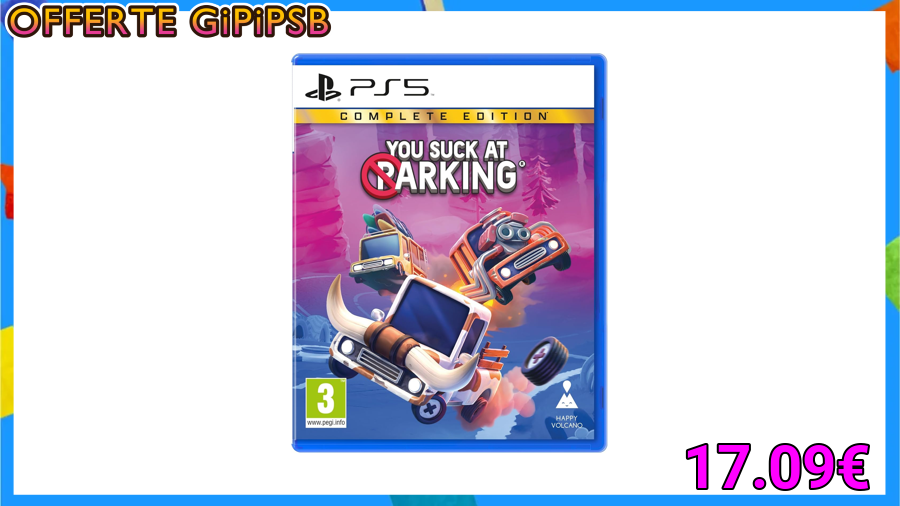 OFFERTE GiPiPSB
PS5
COMPLETE EDITION
YOU SUCK AT
PARKING
3
www.pegi.info
HAPPY
VOLCANO
17.09€